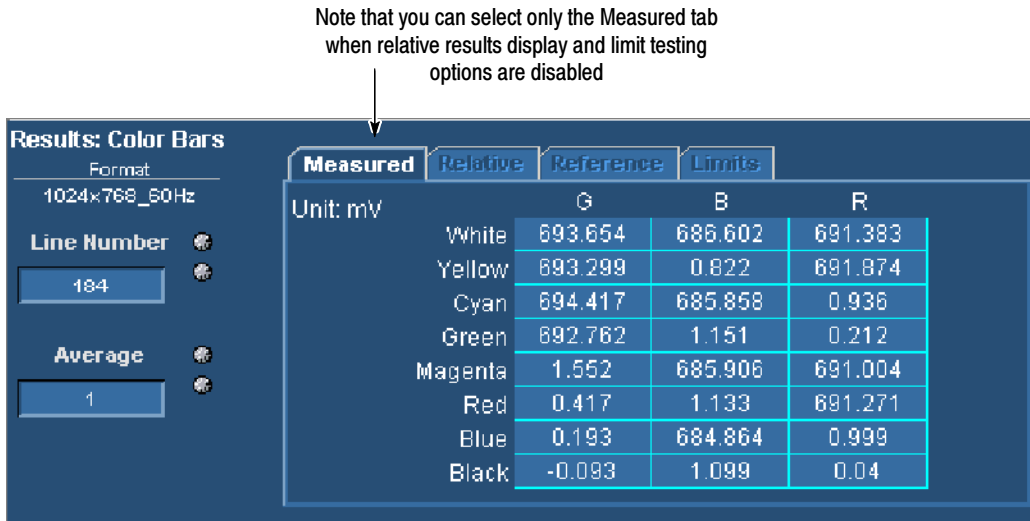 Note that you can select only the Measured tab
when relative results display and limit testing
options are disabled
Results: Color Bars
Format
1024x768_60Hz
Line Number
184
Average
1
Measured Relative Reference Limits
Unit: mV G B R
White 693.654 686.602 691.383
Yellow 693.299 0.822 691.874
Cyan 694.417 685.858 0.936
Green 692.762 1.151 0.212
Magenta 1.552 685.906 691.004
Red 0.417 1.133 691.271
Blue 0.193 684.864 0.999
Black -0.093 1.099 0.04